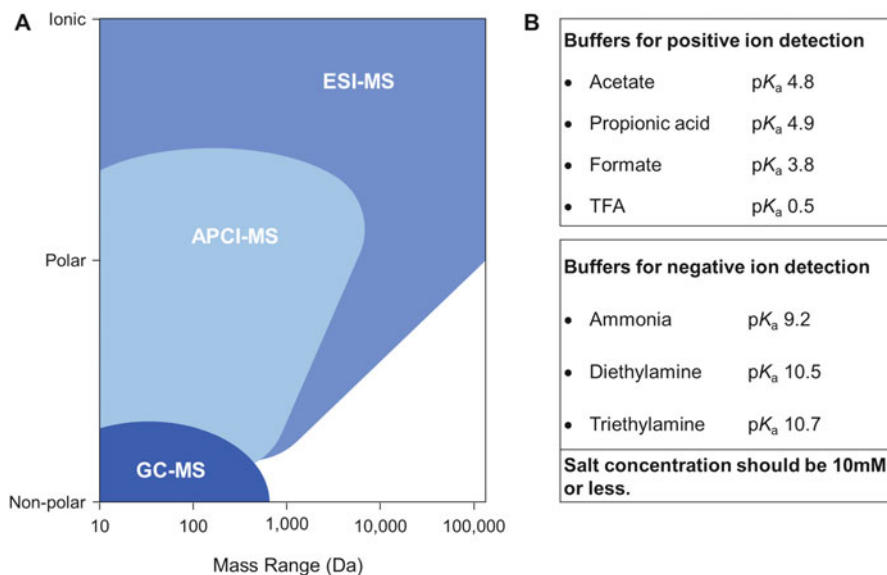 A
Ionic
Polar
Non-polar
ESI-MS
APCI-MS
GC-MS
10
100
1,000
10,000
100,000
Mass Range (Da)
B
Buffers for positive ion detection
• Acetate pKa 4.8
• Propionic acid pKa 4.9
• Formate pKa 3.8
• TFA pKa 0.5
Buffers for negative ion detection
• Ammonia pKa 9.2
• Diethylamine pKa 10.5
• Triethylamine pKa 10.7
Salt concentration should be 10mM
or less.